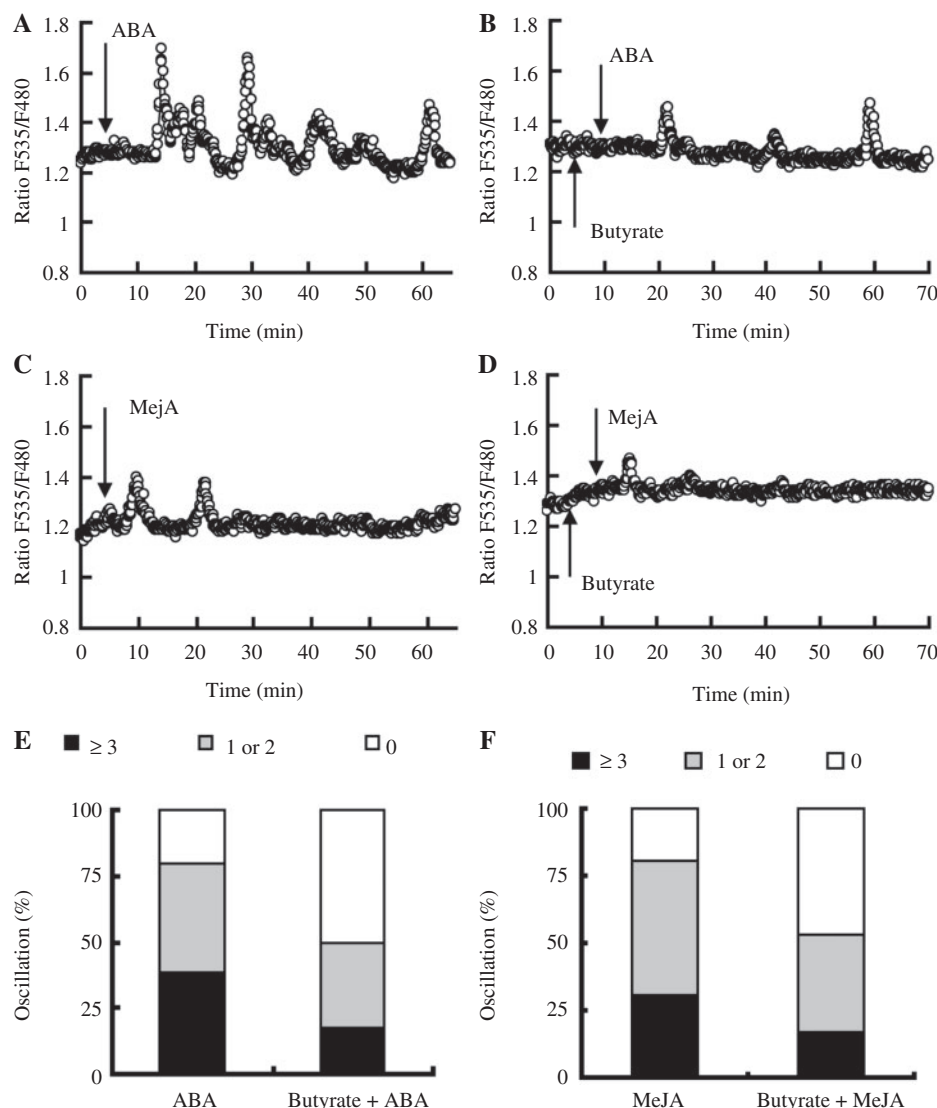 A
ABA
Ratio F535/F480
1.8
1.6
1.4
1.2
1
0.8
0 10 20 30 40 50 60
Time (min)
B
ABA
Butyrate
Ratio F535/F480
1.8
1.6
1.4
1.2
1
0.8
0 10 20 30 40 50 60 70
Time (min)
C
MejA
Ratio F535/F480
1.8
1.6
1.4
1.2
1
0.8
0 10 20 30 40 50 60
Time (min)
D
MejA
Butyrate
Ratio F535/F480
1.8
1.6
1.4
1.2
1
0.8
0 10 20 30 40 50 60 70
Time (min)
E
≥ 3 1 or 2 0
Oscillation (%)
100
75
50
25
0
ABA Butyrate + ABA
F
≥ 3 1 or 2 0
Oscillation (%)
100
75
50
25
0
MeJA Butyrate + MeJA